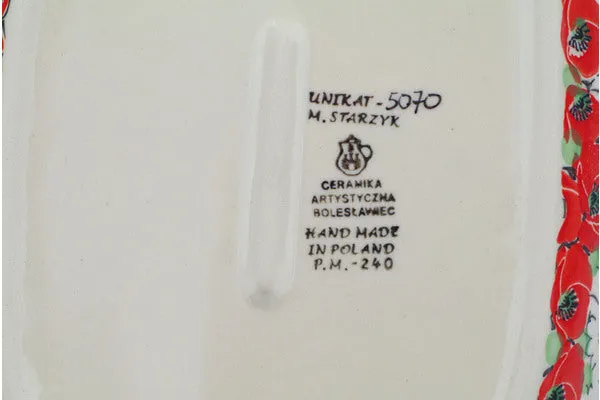 UNIKAT - 5070
M. STARZYK
CERAMIKA
ARTYSTYCZNA
BOLESŁAWIEC
HAND MADE
IN POLAND
P.M. - 240